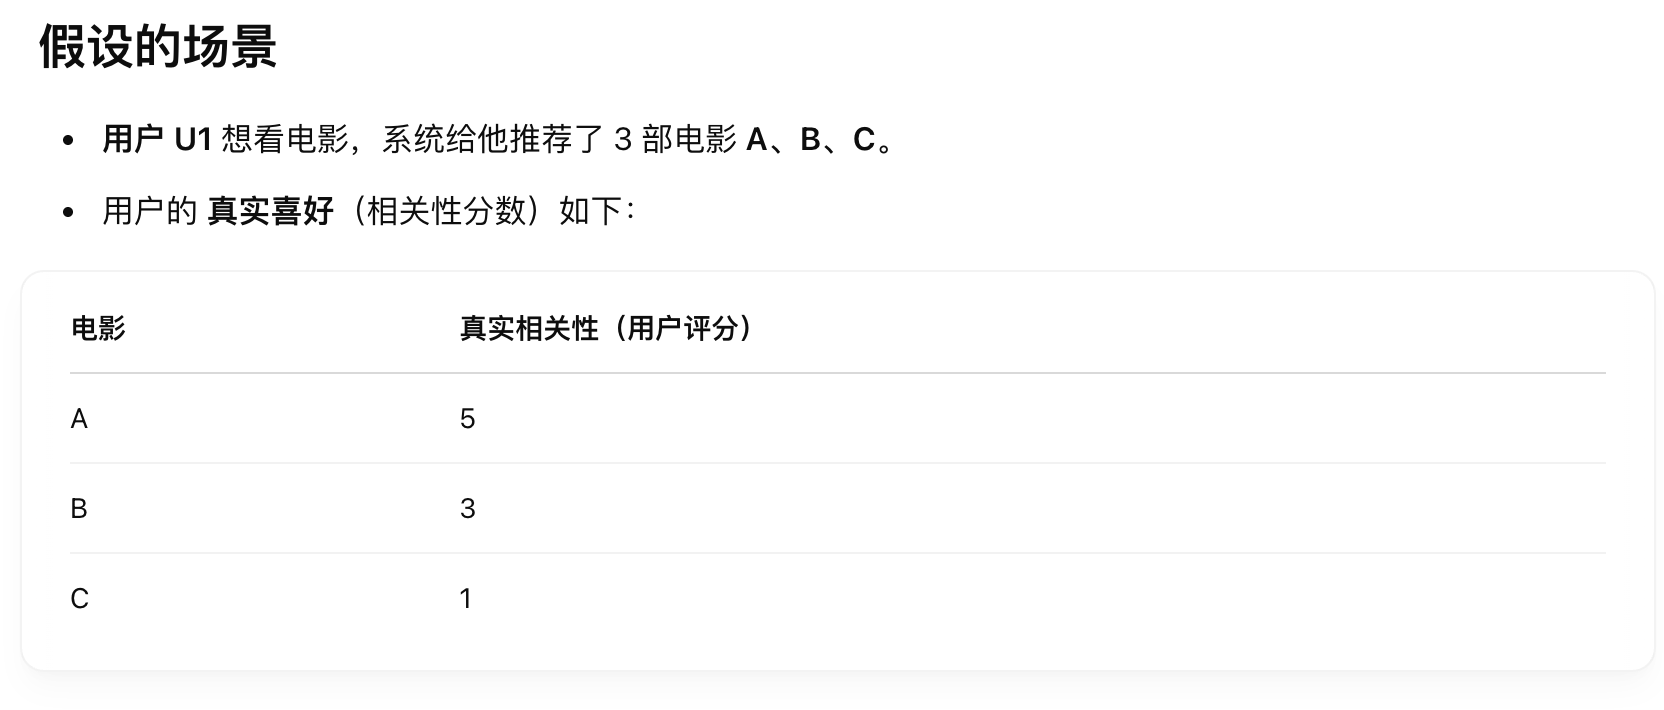 假设的场景
用户 U1 想看电影，系统给他推荐了 3 部电影 A、B、C。
用户的 真实喜好（相关性分数）如下：
电影 真实相关性（用户评分）
A 5
B 3
C 1